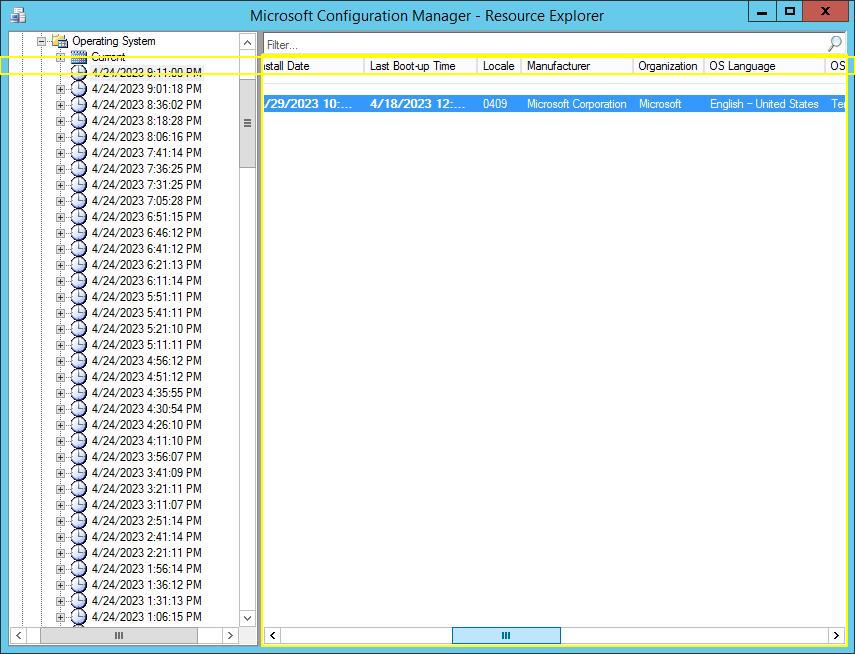 Microsoft Configuration Manager - Resource Explorer
X
Operating System
Current
4/24/2023 9:11:00 PM
4/24/2023 9:01:18 PM
4/24/2023 8:36:02 PM
4/24/2023 8:18:28 PM
4/24/2023 8:06:16 PM
4/24/2023 7:41:14 PM
4/24/2023 7:36:25 PM
4/24/2023 7:31:25 PM
4/24/2023 7:05:28 PM
4/24/2023 6:51:15 PM
4/24/2023 6:46:12 PM
4/24/2023 6:41:12 PM
4/24/2023 6:21:13 PM
4/24/2023 6:11:14 PM
4/24/2023 5:51:11 PM
4/24/2023 5:41:11 PM
4/24/2023 5:21:10 PM
4/24/2023 5:11:11 PM
4/24/2023 4:56:12 PM
4/24/2023 4:51:12 PM
4/24/2023 4:35:55 PM
4/24/2023 4:30:54 PM
4/24/2023 4:26:10 PM
4/24/2023 4:11:10 PM
4/24/2023 3:56:07 PM
4/24/2023 3:41:09 PM
4/24/2023 3:21:11 PM
4/24/2023 3:11:07 PM
4/24/2023 2:51:14 PM
4/24/2023 2:41:14 PM
4/24/2023 2:21:11 PM
4/24/2023 1:56:14 PM
4/24/2023 1:36:12 PM
4/24/2023 1:31:13 PM
4/24/2023 1:06:15 PM
Filter...
stall Date Last Boot-up Time Locale Manufacturer Organization OS Language OS
/29/2023 10:... 4/18/2023 12:... 0409 Microsoft Corporation Microsoft English – United States Te